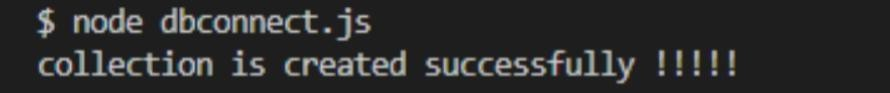 $ node dbconnect.js
collection is created successfully !!!!!